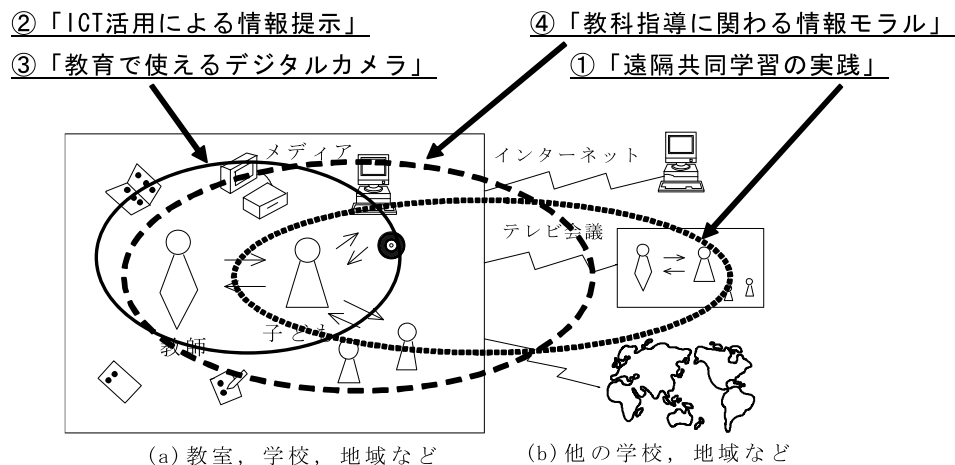 ②「ICT活用による情報提示」
④「教科指導に関わる情報モラル」
③「教育で使えるデジタルカメラ」
①「遠隔共同学習の実践」
メディア
インターネット
テレビ会議
教師
子ども
(a)教室，学校，地域など
(b)他の学校，地域など